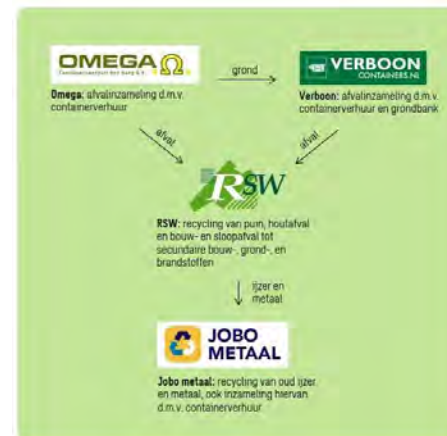 OMEGA
grond
VERBOON
CONTAINERS.NL
Omega: afvalinzameling d.m.v.
containerverhuur
Verboon: afvalinzameling d.m.v.
containerverhuur en grondbank
afval
afval
RSW
RSW: recycling van puin, houtafval
en bouw- en sloopafval tot
secundaire bouw-, grond-, en
brandstoffen
ijzer en
metaal
JOBO
METAAL
Jobo metaal: recycling van oud ijzer
en metaal, ook inzameling hiervan
d.m.v. containerverhuur